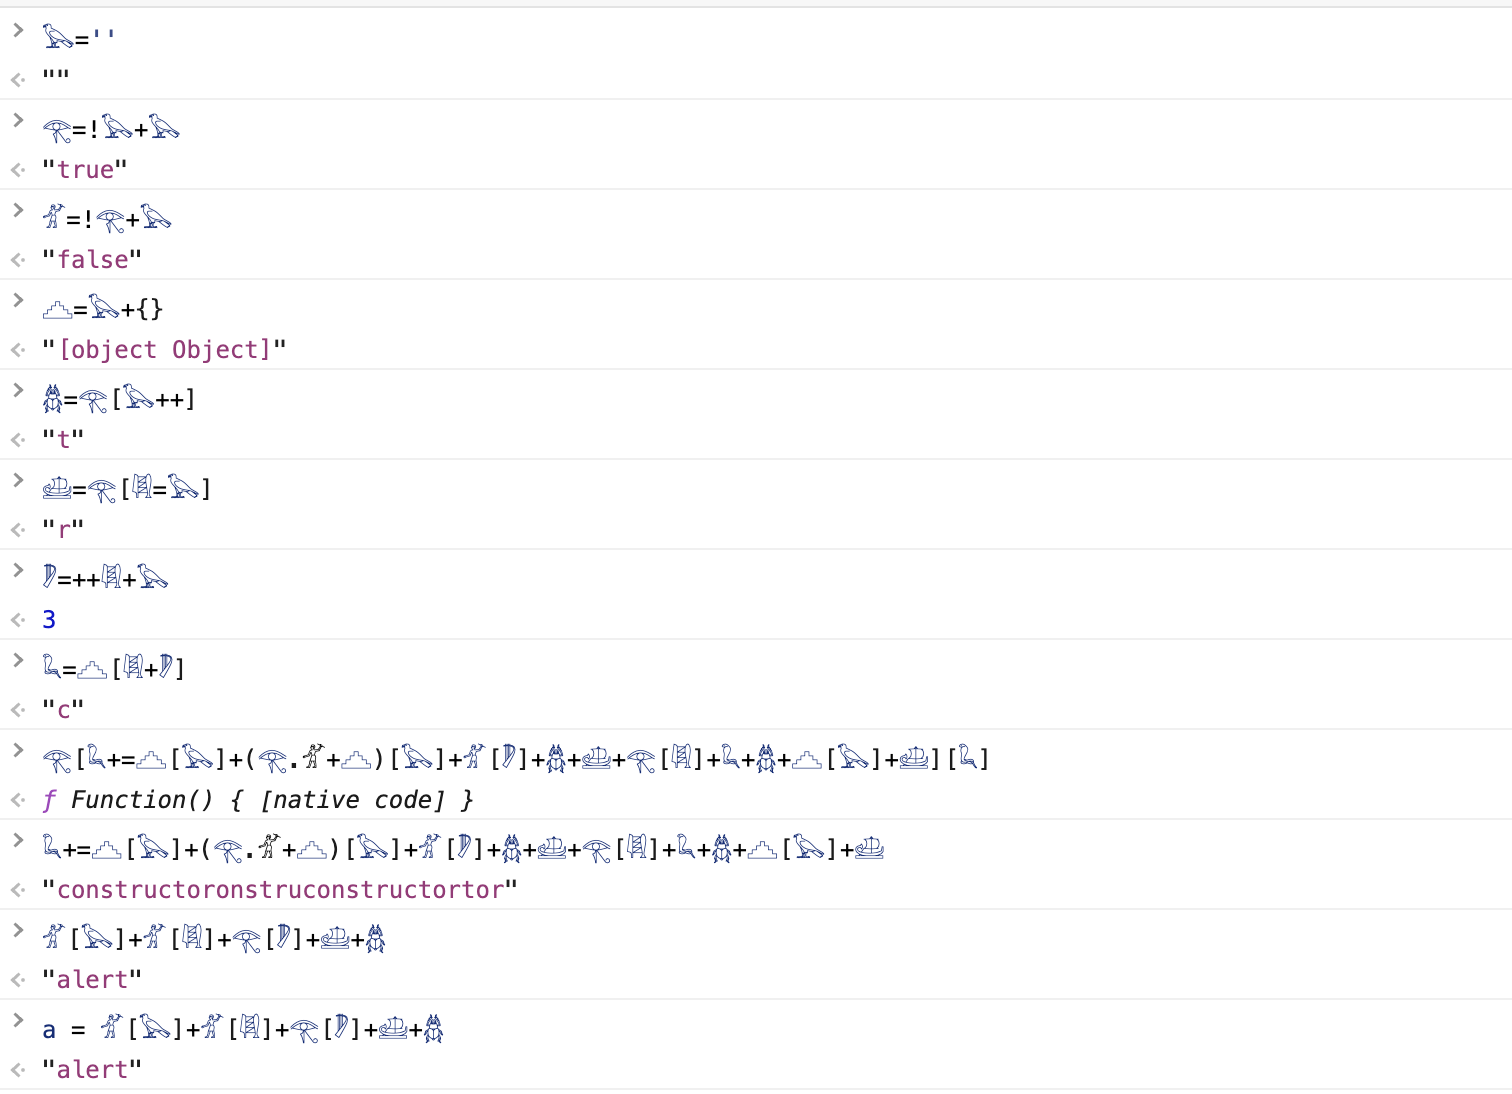 𓅂=''
""
𓂀=!𓅂+𓅂
"true"
=!𓂀+𓅂
"false"
𓊎=𓅂+{}
"[object Object]"
𓆣=𓂀[𓅂++]
"t"
𓊝=𓂀[=𓅂]
"r"
𓏢=+++𓅂
3
𓆗=𓊎[+𓏢]
"c"
𓂀[𓆗+=𓊎[𓅂]+(𓂀.+𓊎)[𓅂]+[𓏢]+𓆣+𓊝+𓂀[]+𓆗+𓆣+𓊎[𓅂]+𓊝][𓆗]
ƒ Function() { [native code] }
𓆗+=𓊎[𓅂]+(𓂀.+𓊎)[𓅂]+[𓏢]+𓆣+𓊝+𓂀[]+𓆗+𓆣+𓊎[𓅂]+𓊝
"constructoronstruconstructortor"
[𓅂]+[]+𓂀[𓏢]+𓊝+𓆣
"alert"
a = [𓅂]+[]+𓂀[𓏢]+𓊝+𓆣
"alert"